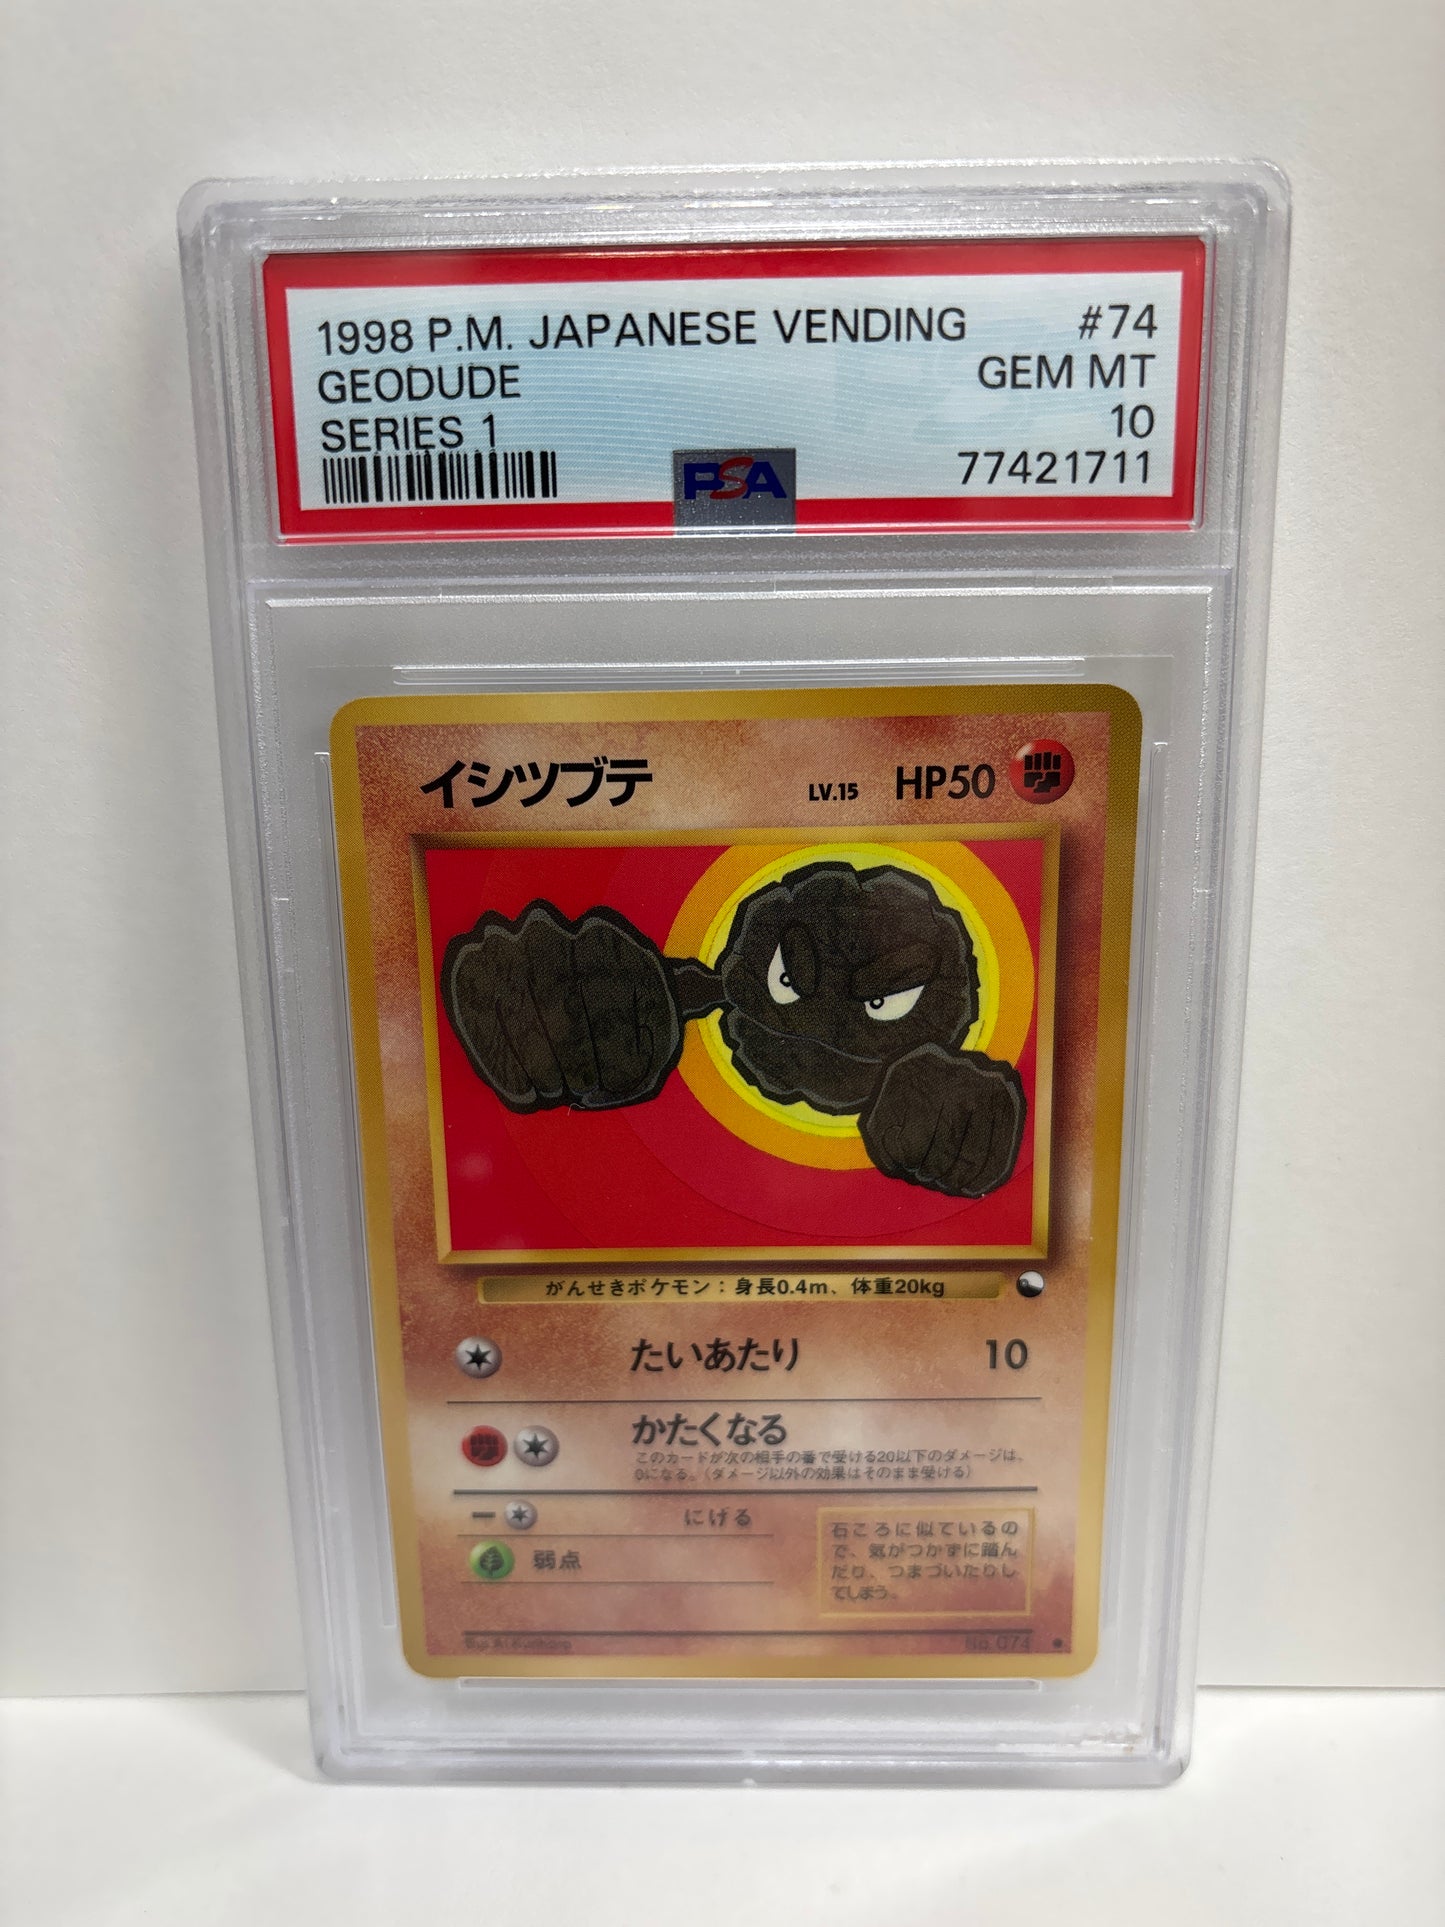 1998 P.M. JAPANESE VENDING #74
GEODUDE GEM MT
SERIES 1 10
PSA 77421711
イシツブテ LV.15 HP50
がんせきポケモン：身長0.4m、体重20kg
たいあたり 10
かたくなる
このカードが次の相手の番で受ける20以下のダメージは、
0になる。（ダメージ以外の効果はそのまま受ける）
にげる
弱点
石ころに似ているの
で、気がつかずに踏ん
だり、つまづいたりし
てしまう。
Illus. Ai Kurihara No. 074